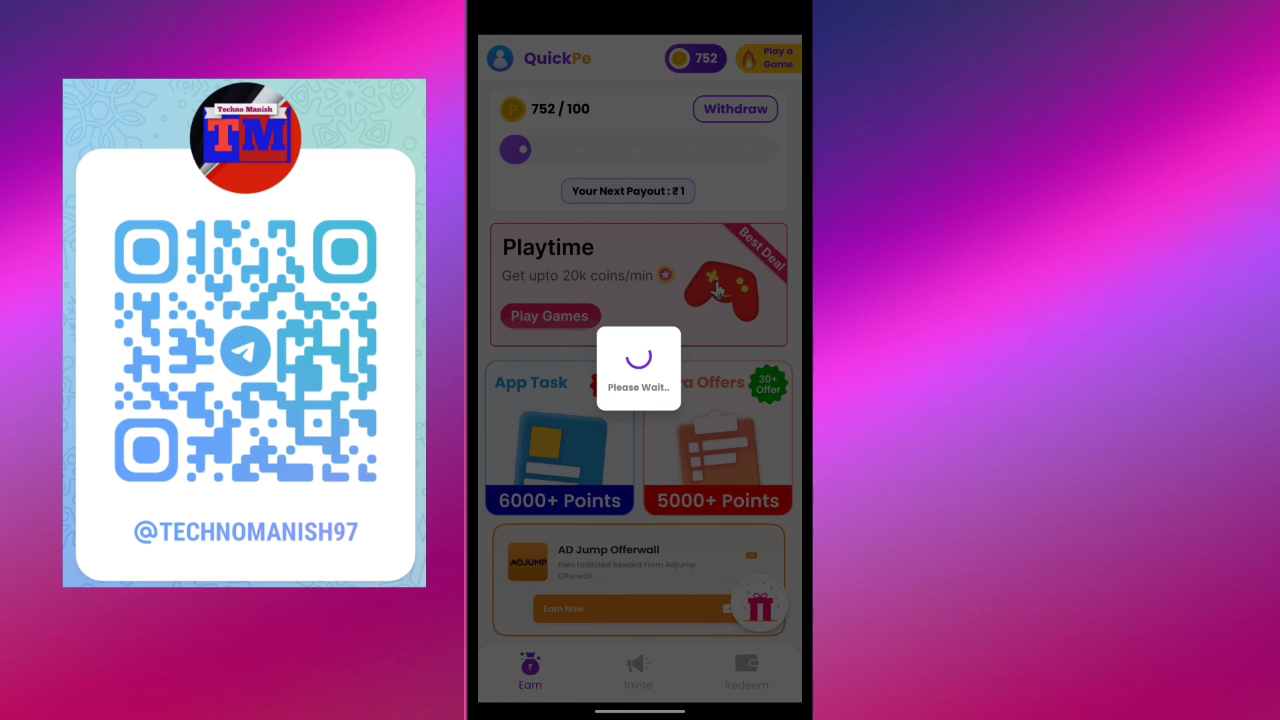 Techno Manish
TM
@TECHNOMANISH97
QuickPe
752
Play a
Game
752 / 100
Withdraw
Your Next Payout : ₹ 1
Best Deal
Playtime
Get upto 20k coins/min
Play Games
Please Wait..
App Task
a Offers
30+
Offer
6000+ Points
5000+ Points
ADJUMP
AD Jump Offerwall
Earn Unlimited Reward From Adjump
Offerwall
Earn Now
Earn
Invite
Redeem